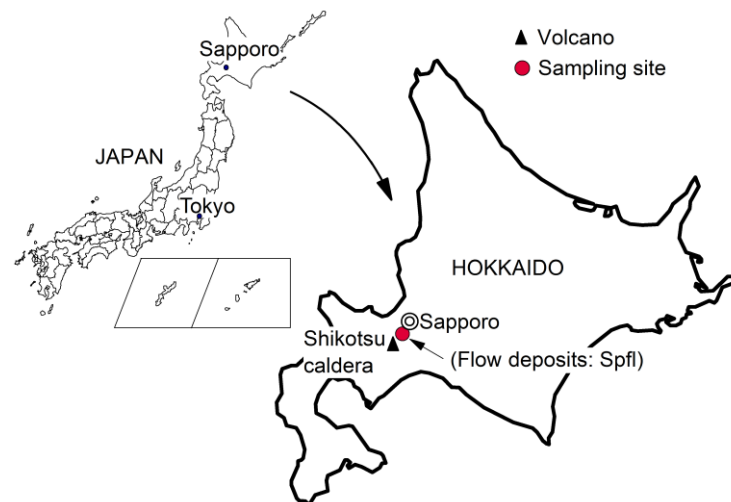 Sapporo
JAPAN
Tokyo
Volcano
Sampling site
HOKKAIDO
Sapporo
Shikotsu
caldera
(Flow deposits: Spfl)